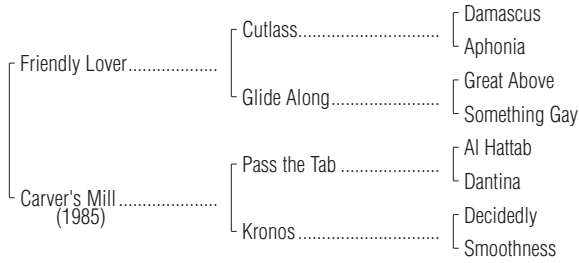 Damascus
Cutlass
Aphonia
Friendly Lover
Great Above
Glide Along
Something Gay
Al Hattab
Pass the Tab
Dantina
Carver's Mill
(1985)
Decidedly
Kronos
Smoothness